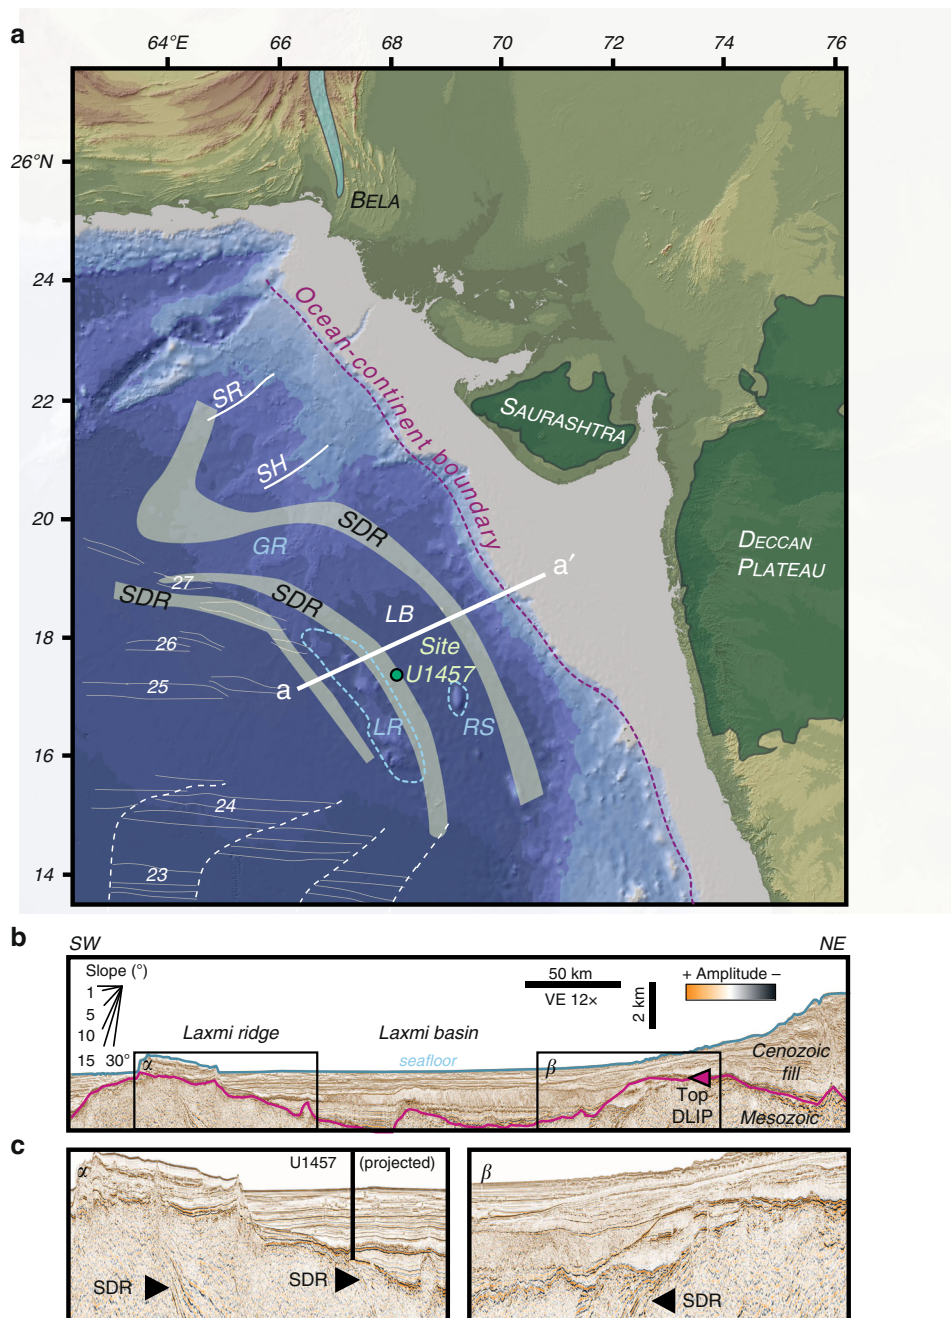 a
64°E 66 68 70 72 74 76
26°N
BELA
24
Ocean-continent boundary
22
SR
SAURASHTRA
SH
20
SDR
GR
DECCAN
PLATEAU
a′
27
SDR
SDR
LB
18
26
Site
U1457
25
a
LR
RS
16
24
23
14
b
SW
NE
Slope (°)
1
5
10
15 30°
50 km
VE 12×
2 km
+ Amplitude –
Laxmi ridge
Laxmi basin
seafloor
α
β
Cenozoic
fill
Top
DLIP
Mesozoic
c
α
U1457 (projected)
β
SDR
SDR
SDR